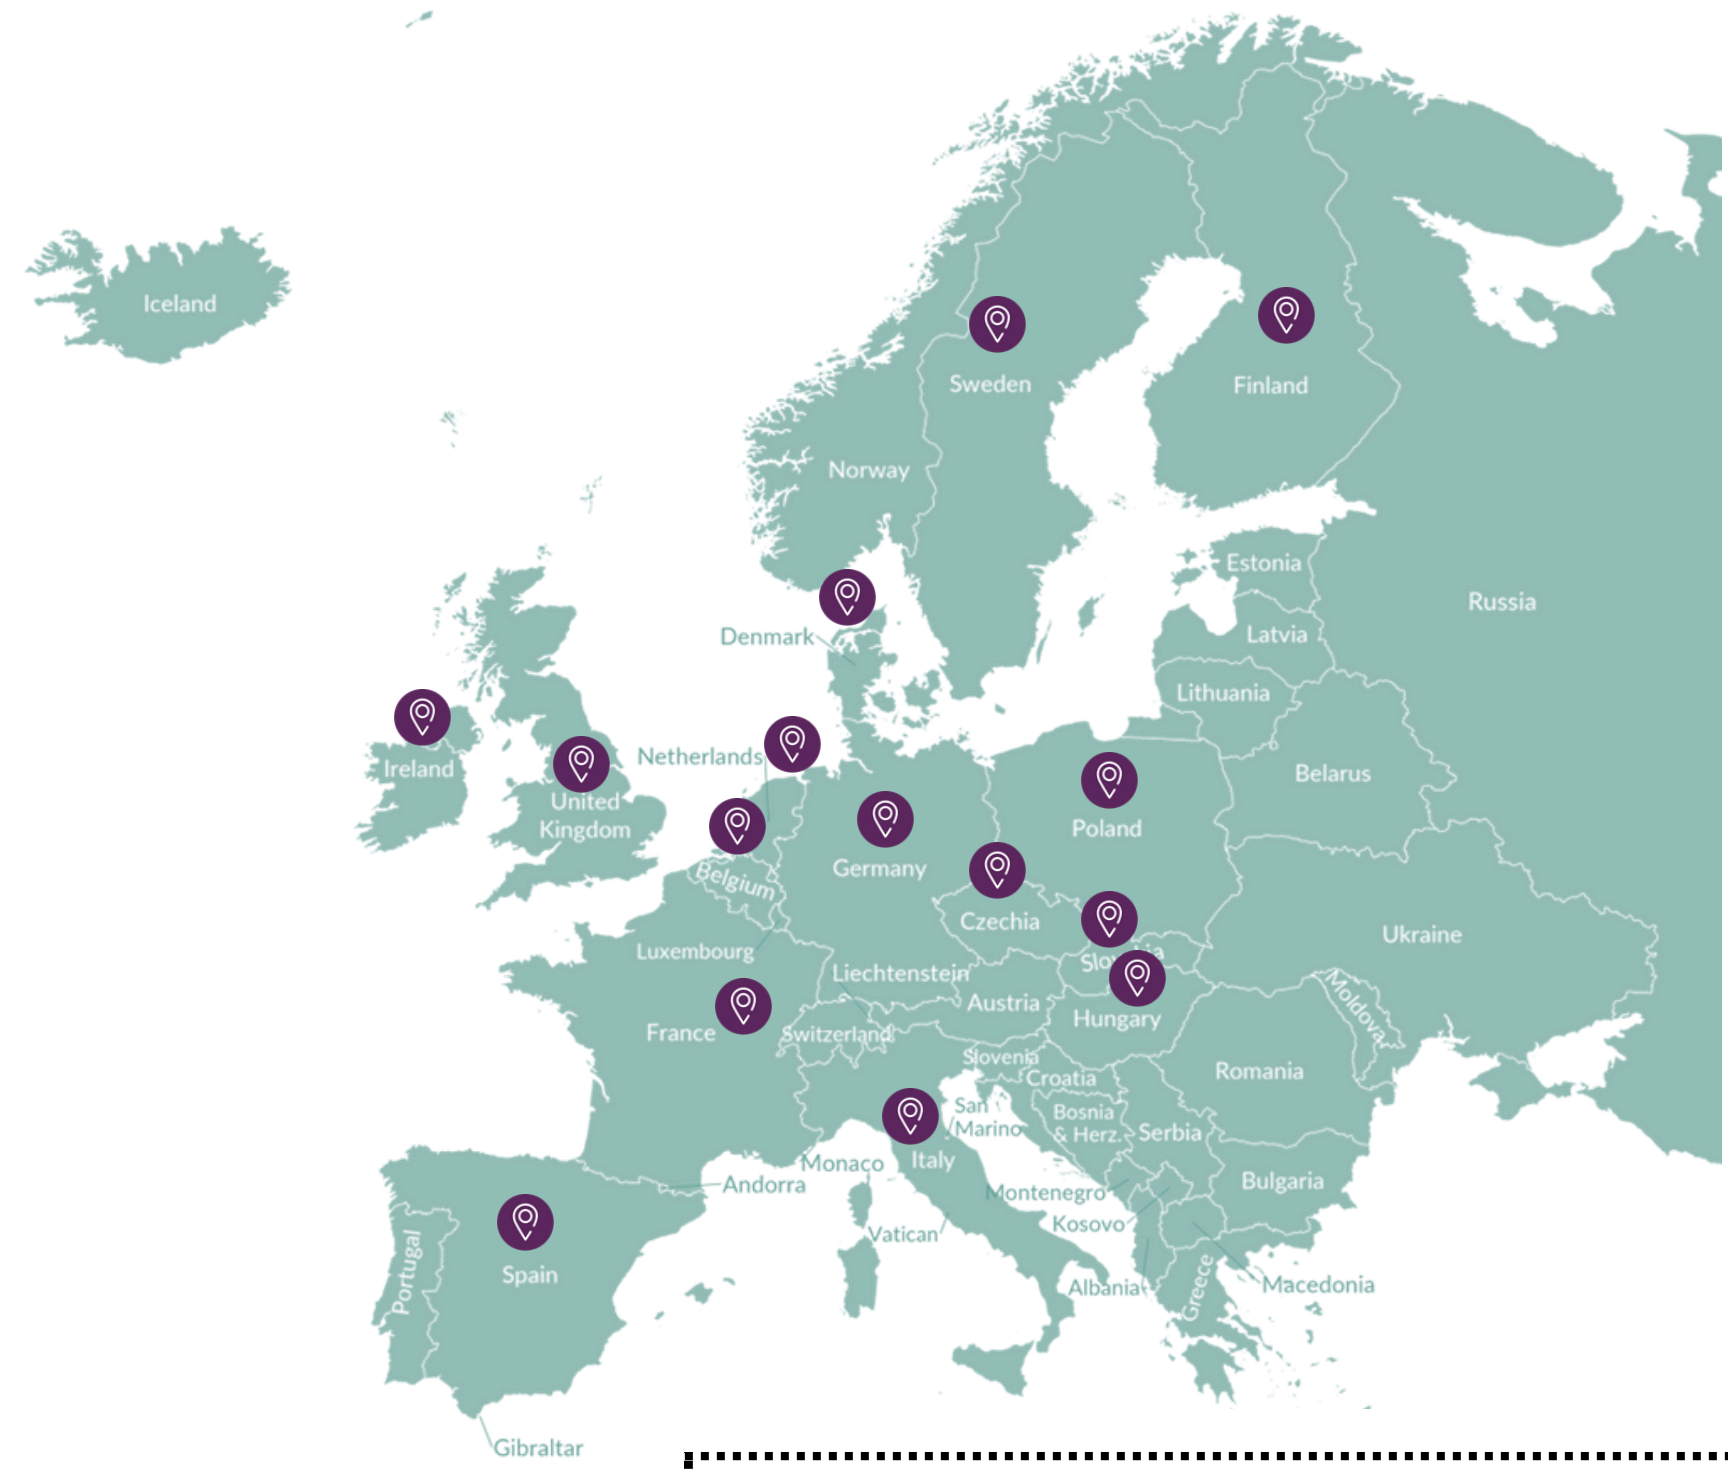 Iceland
Sweden
Finland
Norway
Estonia
Russia
Denmark
Latvia
Lithuania
Netherlands
Ireland
Belarus
United
Kingdom
Poland
Germany
Belgium
Czechia
Ukraine
Luxembourg
Liechtenstein
Austria
Moldova
Hungary
France
Switzerland
Slovenia
Romania
Croatia
San
Marino
Bosnia
& Herz.
Serbia
Monaco
Italy
Andorra
Bulgaria
Montenegro
Kosovo
Vatican
Portugal
Spain
Albania
Greece
Macedonia
Gibraltar